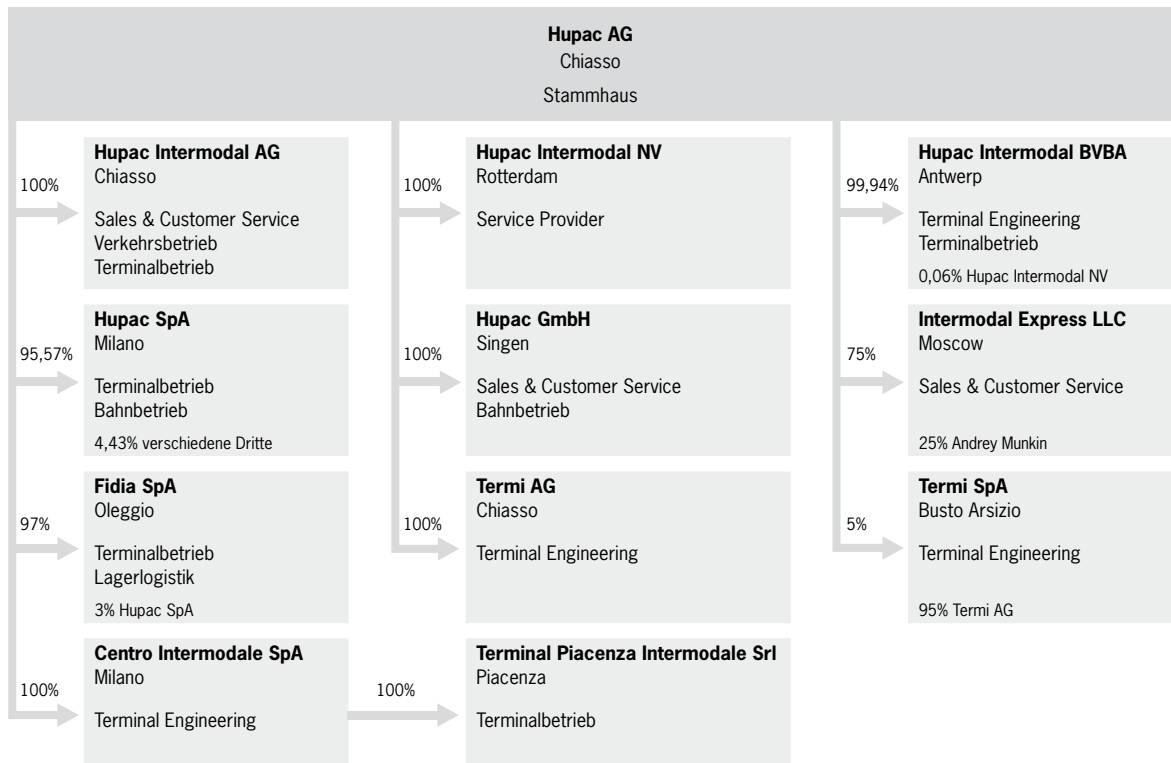 Hupac AG
Chiasso
Stammhaus
100%
Hupac Intermodal AG
Chiasso
Sales & Customer Service
Verkehrsbetrieb
Terminalbetrieb
100%
Hupac Intermodal NV
Rotterdam
Service Provider
99,94%
Hupac Intermodal BVBA
Antwerp
Terminal Engineering
Terminalbetrieb
0,06% Hupac Intermodal NV
95,57%
Hupac SpA
Milano
Terminalbetrieb
Bahnbetrieb
4,43% verschiedene Dritte
100%
Hupac GmbH
Singen
Sales & Customer Service
Bahnbetrieb
75%
Intermodal Express LLC
Moscow
Sales & Customer Service
25% Andrey Munkin
97%
Fidia SpA
Oleggio
Terminalbetrieb
Lagerlogistik
3% Hupac SpA
100%
Termi AG
Chiasso
Terminal Engineering
5%
Termi SpA
Busto Arsizio
Terminal Engineering
95% Termi AG
100%
Centro Intermodale SpA
Milano
Terminal Engineering
100%
Terminal Piacenza Intermodale Srl
Piacenza
Terminalbetrieb